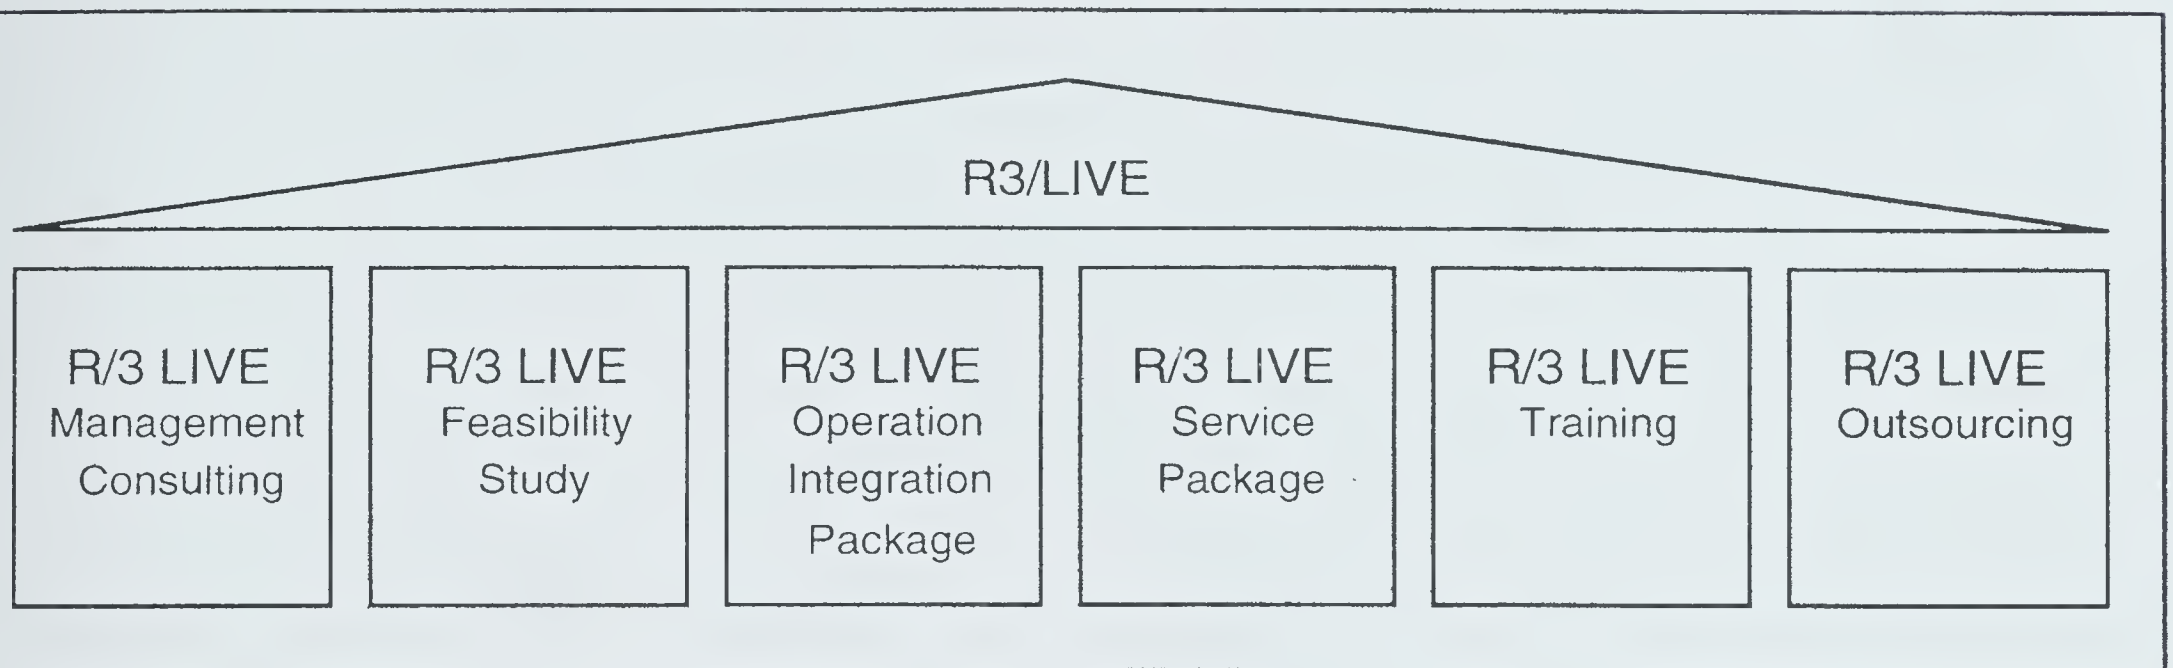 R3/LIVE
R/3 LIVE
Management
Consulting
R/3 LIVE
Feasibility
Study
R/3 LIVE
Operation
Integration
Package
R/3 LIVE
Service
Package
R/3 LIVE
Training
R/3 LIVE
Outsourcing